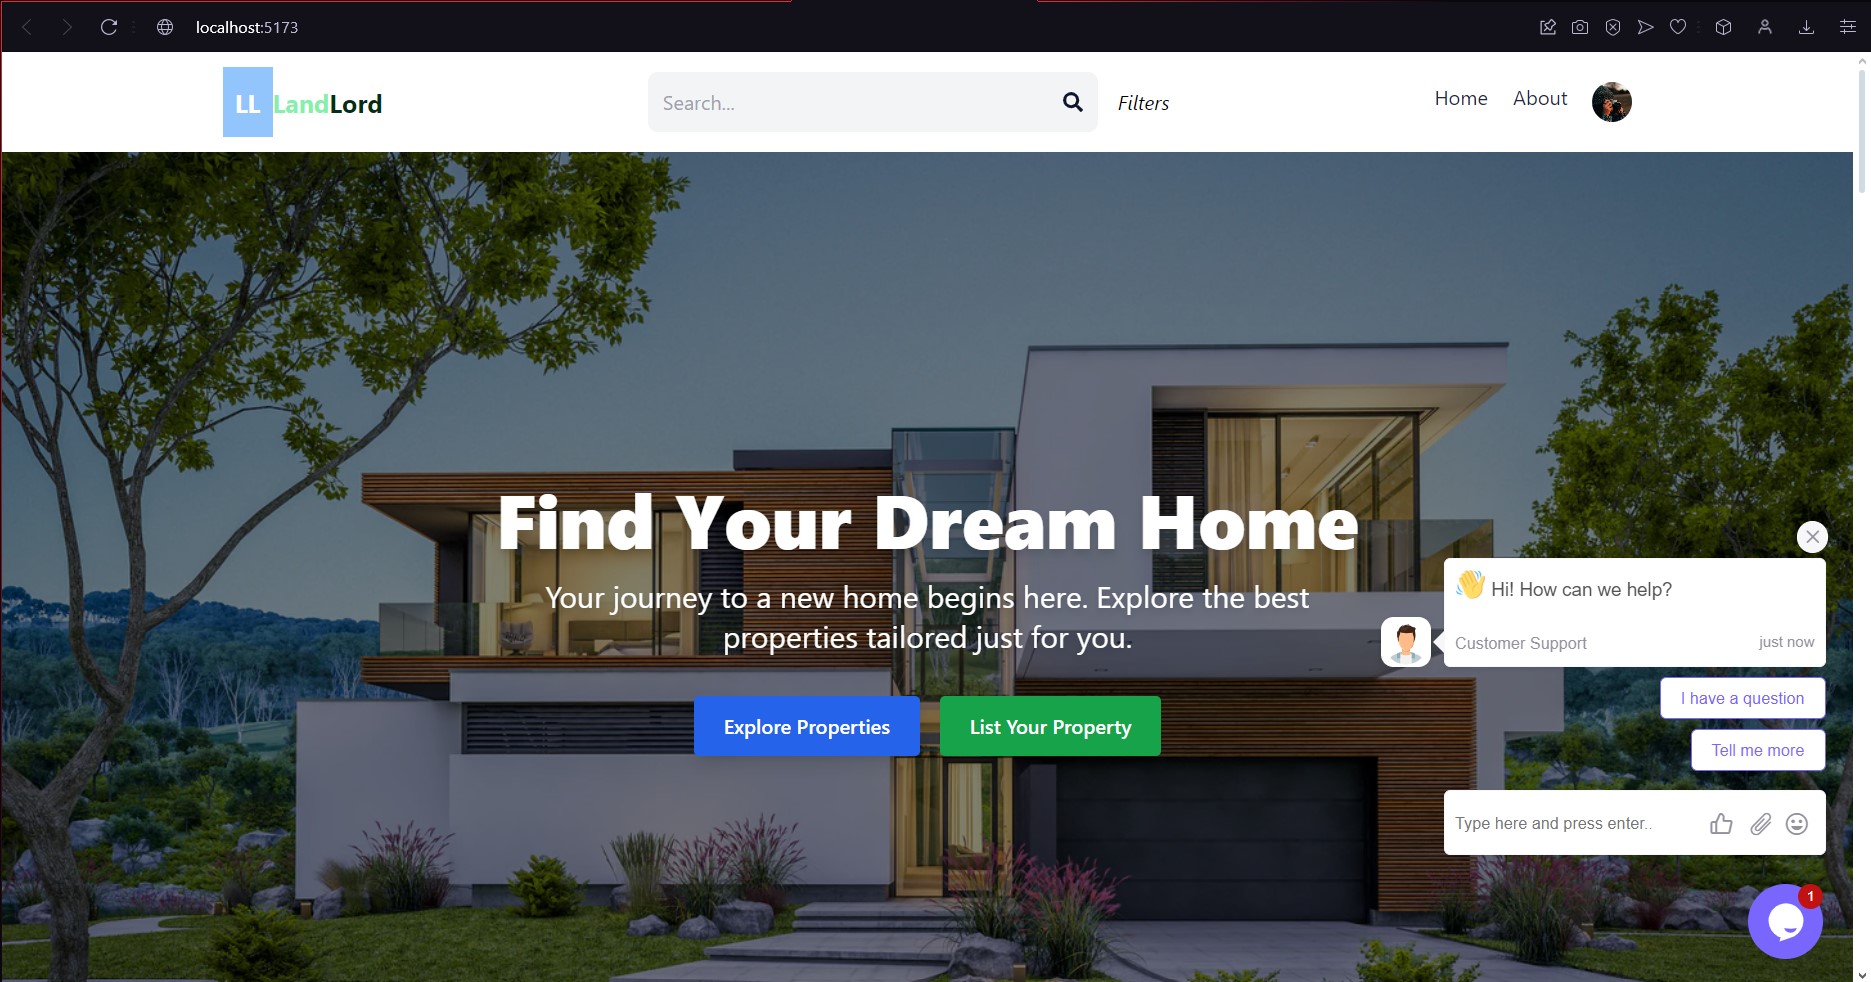 localhost:5173
LL LandLord
Search...
Filters
Home
About
Find Your Dream Home
Your journey to a new home begins here. Explore the best
properties tailored just for you.
Explore Properties
List Your Property
👋 Hi! How can we help?
Customer Support
just now
I have a question
Tell me more
Type here and press enter..
1